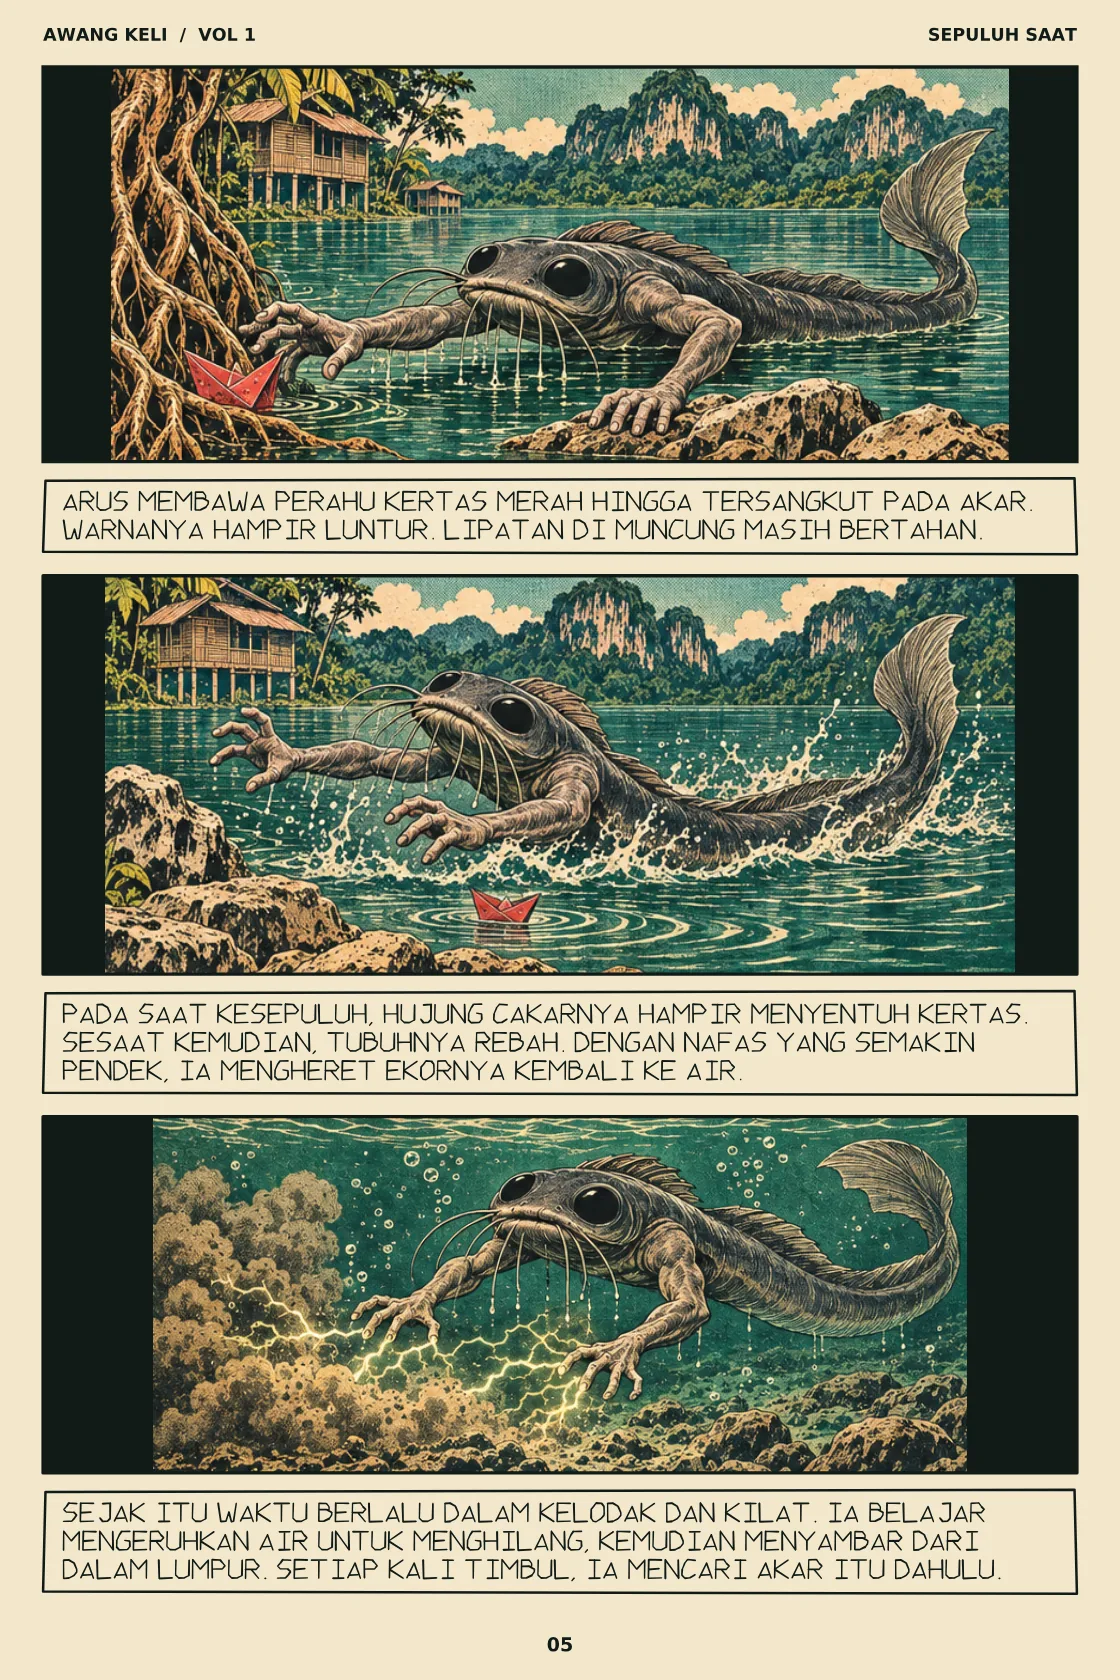 AWANG KELI / VOL 1
SEPULUH SAAT
ARUS MEMBAWA PERAHU KERTAS MERAH HINGGA TERSANGKUT PADA AKAR.
WARNANYA HAMPIR LUNTUR. LIPATAN DI MUNCUNG MASIH BERTAHAN.
PADA SAAT KESEPULUH, HUJUNG CAKARNYA HAMPIR MENYENTUH KERTAS.
SESAAT KEMUDIAN, TUBUHNYA REBAH. DENGAN NAFAS YANG SEMAKIN
PENDEK, IA MENGHERET EKORNYA KEMBALI KE AIR.
SEJAK ITU WAKTU BERLALU DALAM KELODAK DAN KILAT. IA BELAJAR
MENGERUHKAN AIR UNTUK MENGHILANG, KEMUDIAN MENYAMBAR DARI
DALAM LUMPUR. SETIAP KALI TIMBUL, IA MENCARI AKAR ITU DAHULU.
05